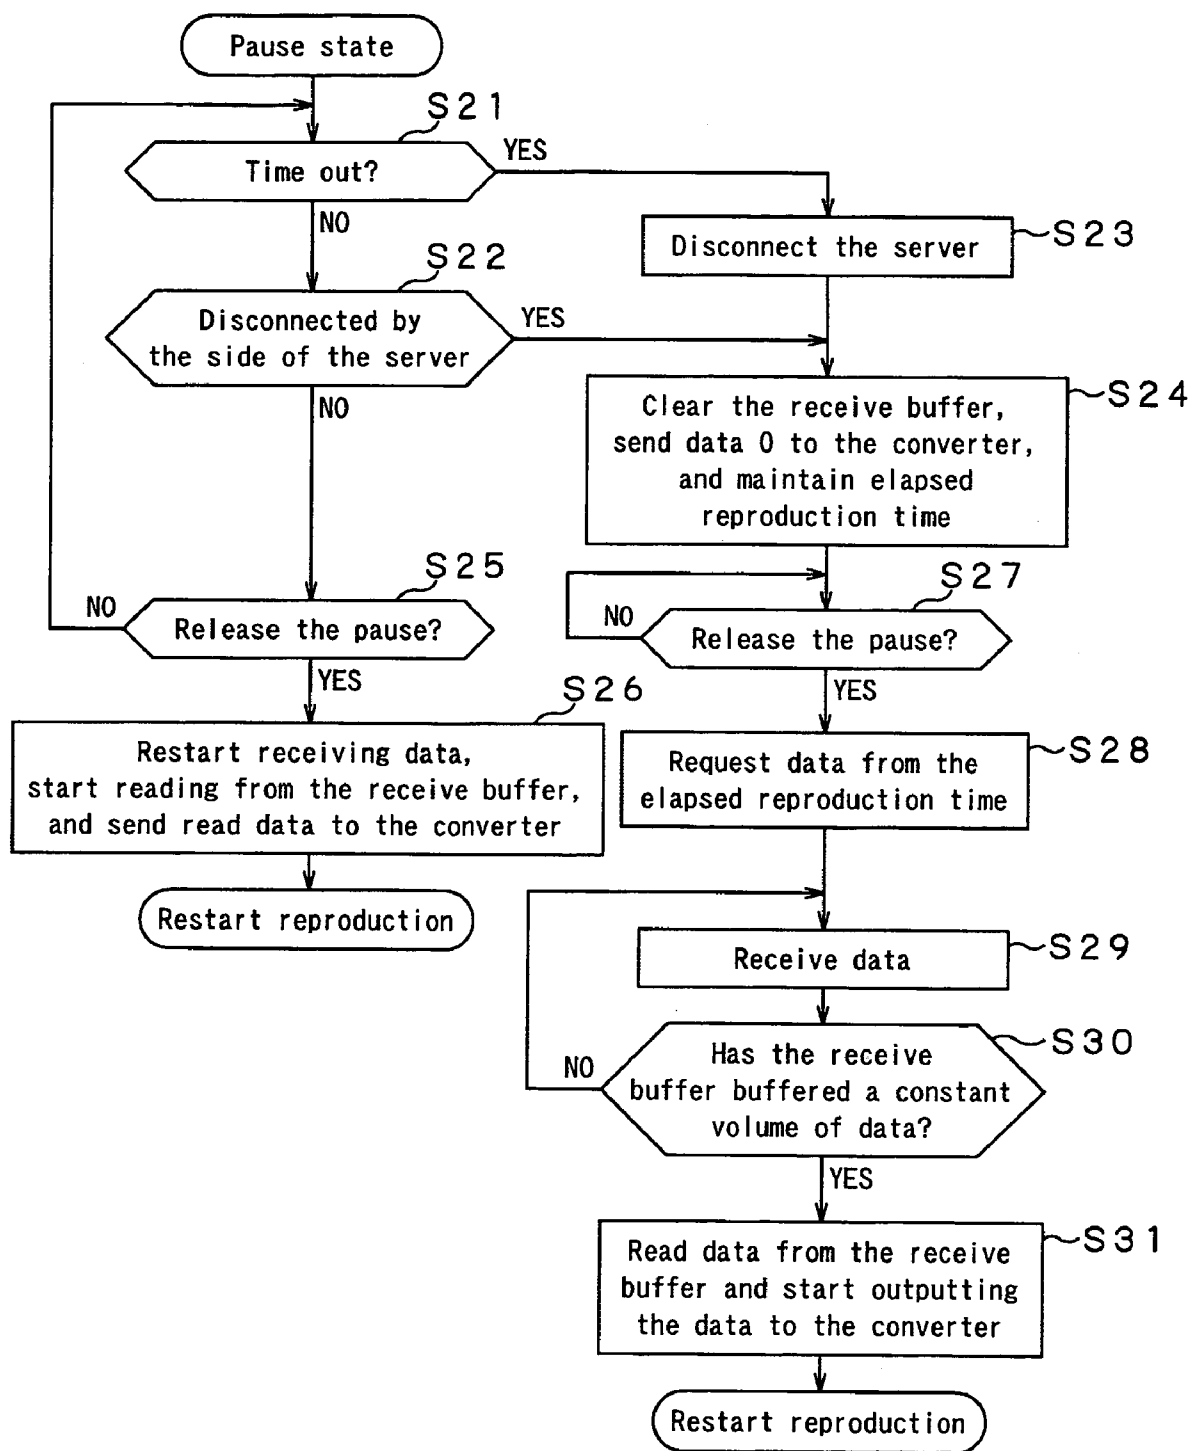 Pause state
S21
Time out?
YES
NO
Disconnect the server
S23
S22
Disconnected by
the side of the server
YES
NO
S24
Clear the receive buffer,
send data 0 to the converter,
and maintain elapsed
reproduction time
S25
NO
Release the pause?
YES
S27
NO
Release the pause?
YES
S26
Restart receiving data,
start reading from the receive buffer,
and send read data to the converter
Restart reproduction
S28
Request data from the
elapsed reproduction time
S29
Receive data
S30
NO
Has the receive
buffer buffered a constant
volume of data?
YES
S31
Read data from the receive
buffer and start outputting
the data to the converter
Restart reproduction